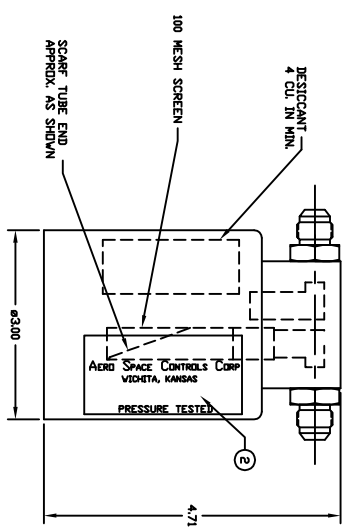 SCARF TUBE END
APPROX. AS SHOWN
100 MESH SCREEN
DESICCANT
4 CU. IN MIN.
ø3.00
4.71
AERO SPACE CONTROLS CORP
WICHITA, KANSAS
PRESSURE TESTED
2